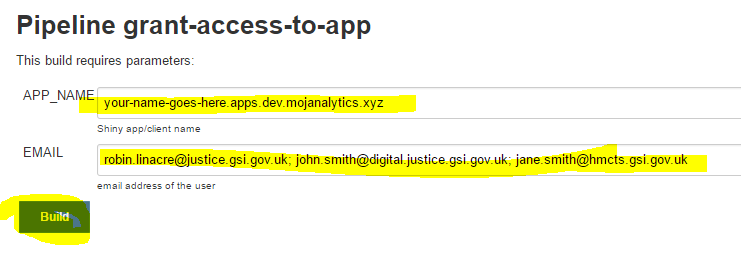 Pipeline grant-access-to-app
This build requires parameters:
APP_NAME
your-name-goes-here.apps.dev.mojanalytics.xyz
Shiny app/client name
EMAIL
robin.linacre@justice.gsi.gov.uk; john.smith@digital.justice.gsi.gov.uk; jane.smith@hmcts.gsi.gov.uk
email address of the user
Build